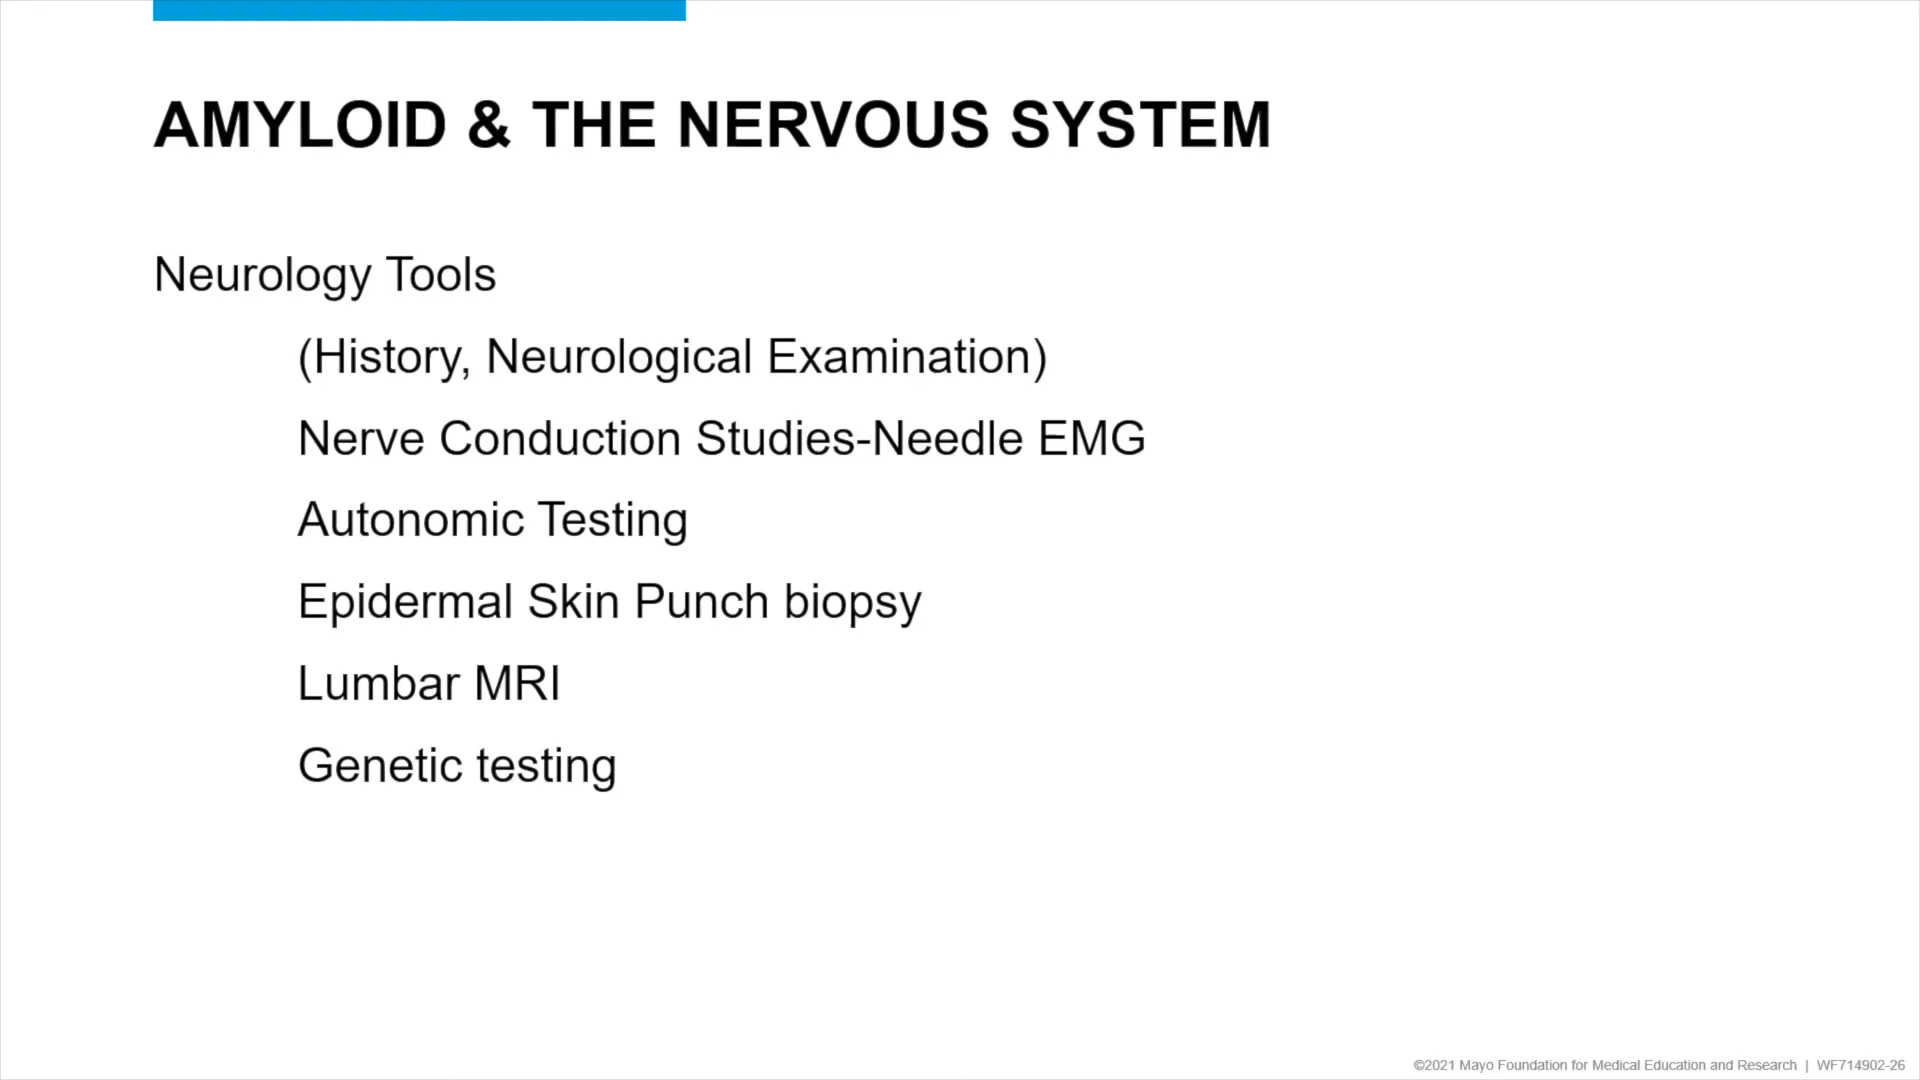 AMYLOID & THE NERVOUS SYSTEM
Neurology Tools
(History, Neurological Examination)
Nerve Conduction Studies-Needle EMG
Autonomic Testing
Epidermal Skin Punch biopsy
Lumbar MRI
Genetic testing
©2021 Mayo Foundation for Medical Education and Research | WF714902-26